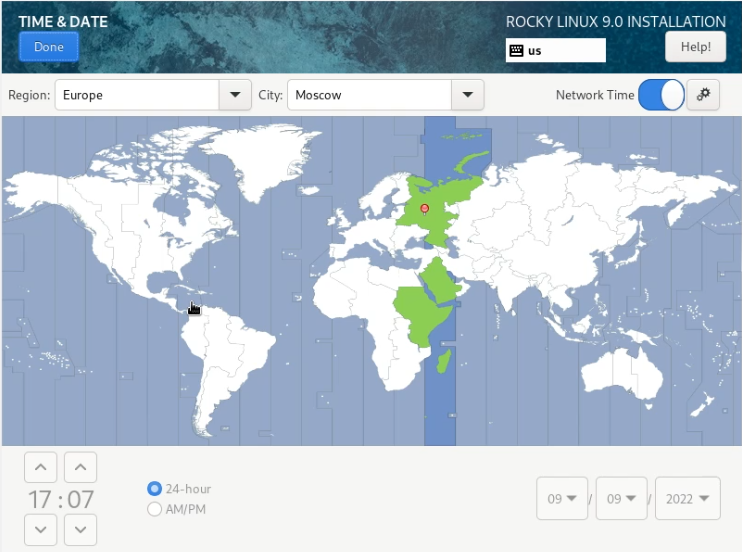 TIME & DATE
ROCKY LINUX 9.0 INSTALLATION
Done
us
Help!
Region:
Europe
City:
Moscow
Network Time
17 : 07
24-hour
AM/PM
09 / 09 / 2022